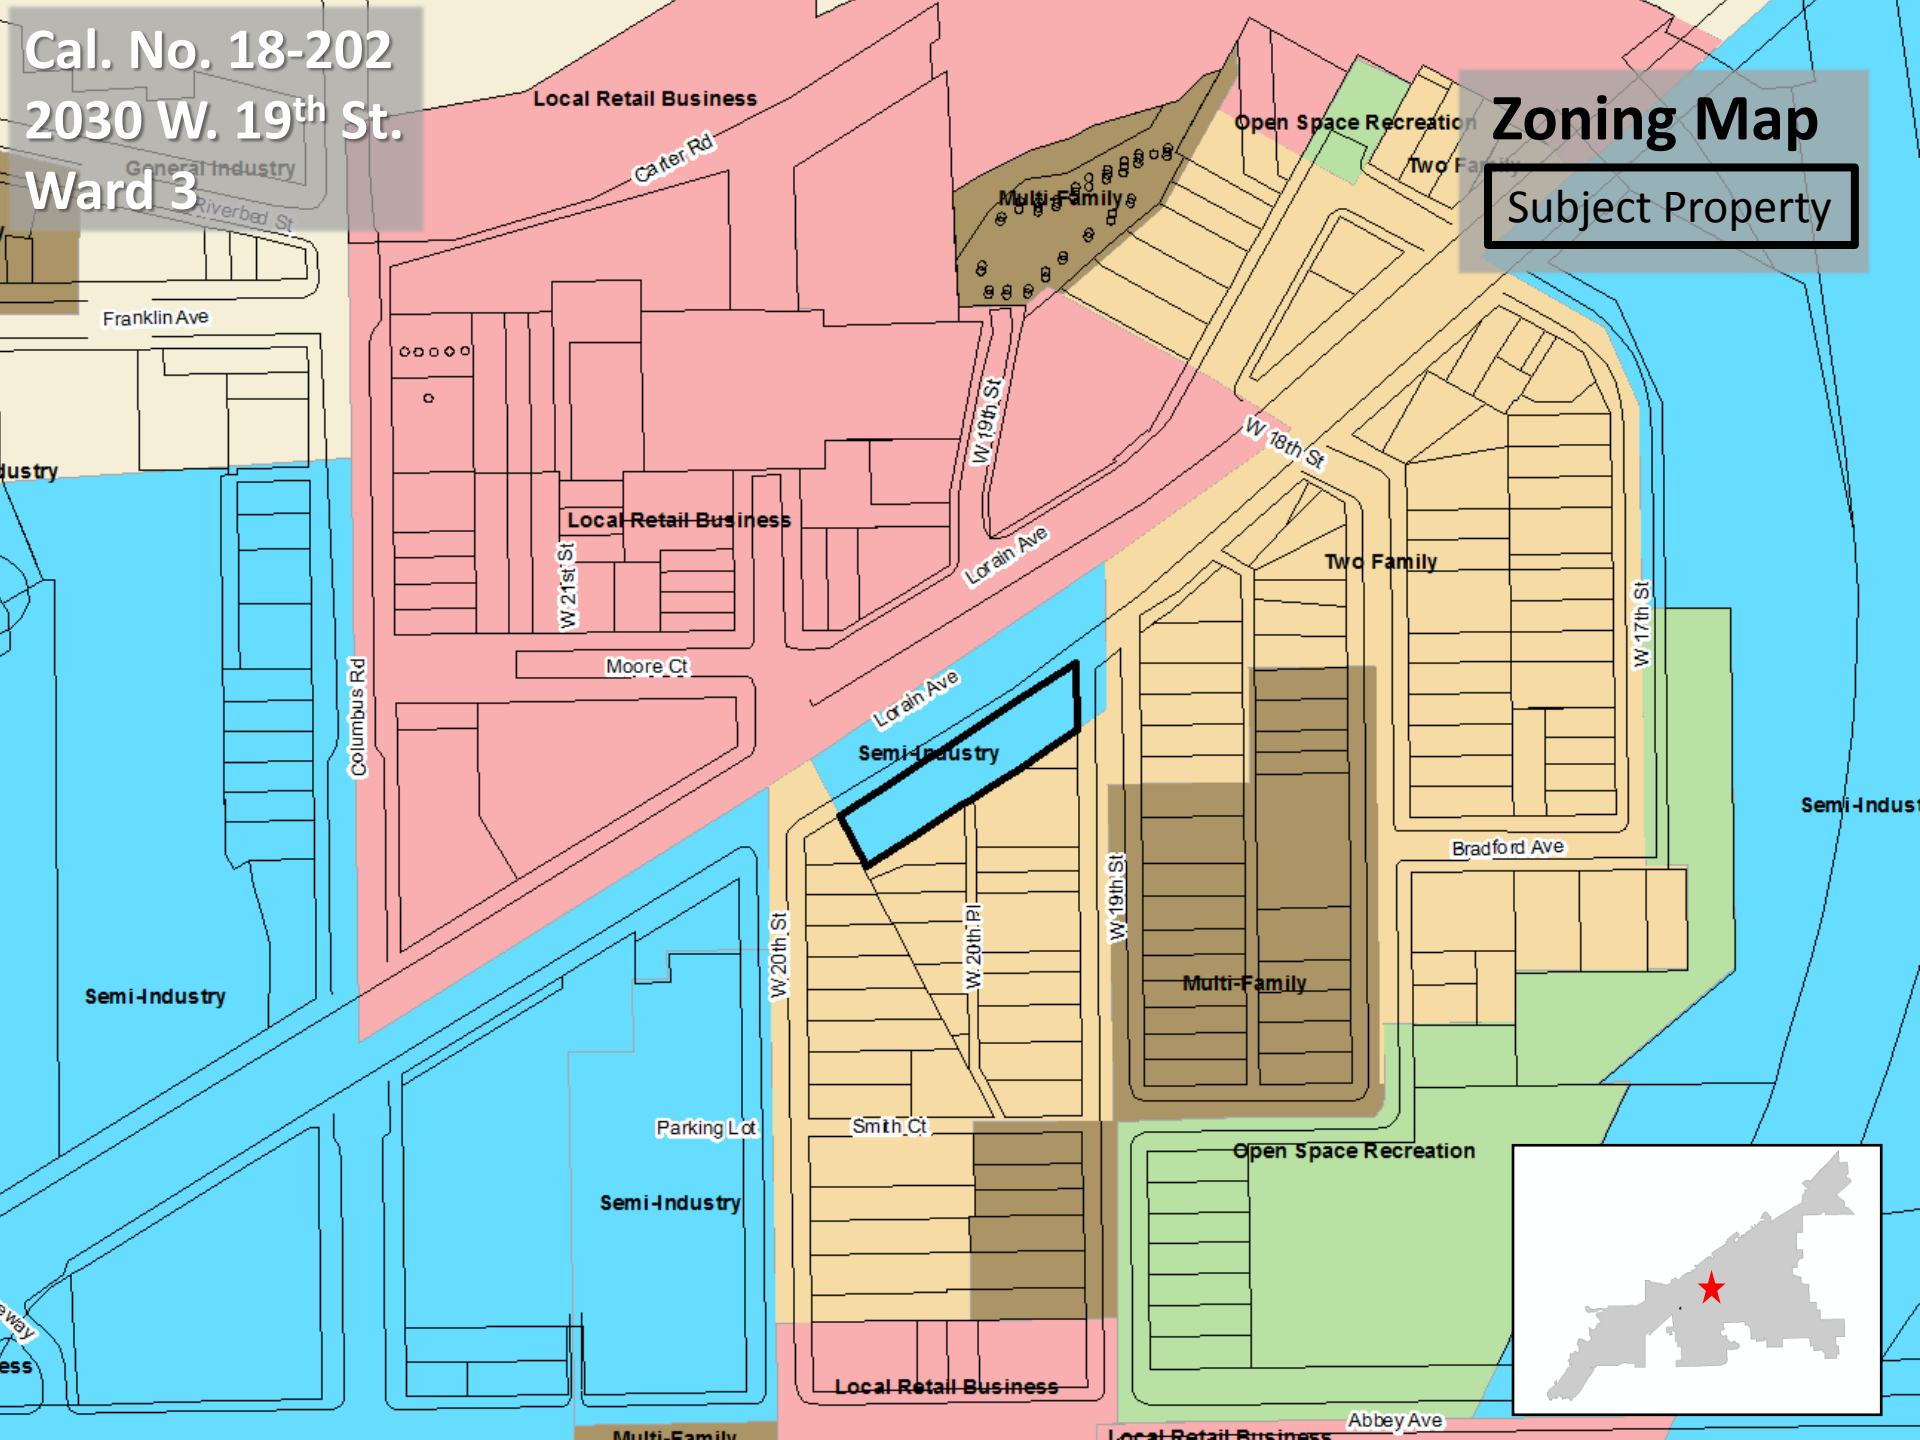 Cal. No. 18-202
2030 W. 19th St.
Ward 3
Zoning Map
Subject Property
General Industry
Riverbed St
Franklin Ave
Local Retail Business
Carter Rd
Open Space Recreation
Two Family
Multi-Family
W 19th St
W 18th St
dustry
Local Retail Business
W 21st St
Lorain Ave
Two Family
W 17th St
Columbus Rd
Moore Ct
Lorain Ave
Semi-Industry
Semi-Indust
Bradford Ave
W 19th St
W 20th St
W 20th Pl
Multi-Family
Semi-Industry
Parking Lot
Smith Ct
Open Space Recreation
Semi-Industry
eway
ess
Local Retail Business
Abbey Ave
Multi-Family
Local Retail Business